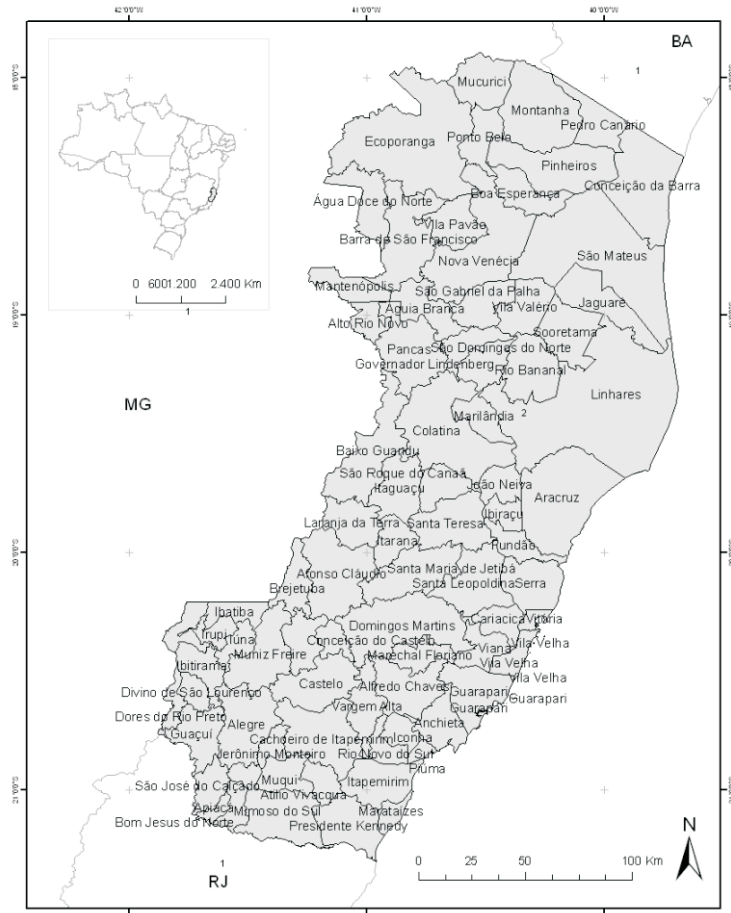 42°0'0"W 41°0'0"W 40°0'0"W
BA
1
Mucurici
Montanha
Pedro Canário
Ecoporanga
Ponto Belo
Pinheiros
Conceição da Barra
Boa Esperança
Água Doce do Norte
Vila Pavão
Barra de São Francisco
São Mateus
Nova Venécia
0 6001.200 2.400 Km
1
Mantenópolis
São Gabriel da Palha
Jaguaré
Águia Branca
Vila Valério
Alto Rio Novo
Sooretama
Pancas
São Domingos do Norte
Governador Lindenberg
Rio Bananal
Linhares
MG
Marilândia
2
Colatina
Baixo Guandu
São Roque do Canaã
Itaguaçu
João Neiva
Aracruz
Ibiraçu
Laranja da Terra
Santa Teresa
Itarana
Fundão
Afonso Cláudio
Santa Maria de Jetibá
Brejetuba
Santa Leopoldina
Serra
Ibatiba
Cariacica
Vitória
Domingos Martins
Irupi
Iúna
Conceição do Castelo
Viana
Vila Velha
Muniz Freire
Marechal Floriano
Vila Velha
Ibitirama
Vila Velha
Castelo
Alfredo Chaves
Guarapari
Divino de São Lourenço
Guarapari
Vargem Alta
Guarapari
Dores do Rio Preto
Alegre
Anchieta
Guaçuí
Cachoeiro de Itapemirim
Iconha
Jerônimo Monteiro
Rio Novo do Sul
Piúma
São José do Calçado
Muqui
Itapemirim
Atílio Vivacqua
Apiacá
Mimoso do Sul
Marataízes
Bom Jesus do Norte
Presidente Kennedy
N
1
RJ
0 25 50 100 Km